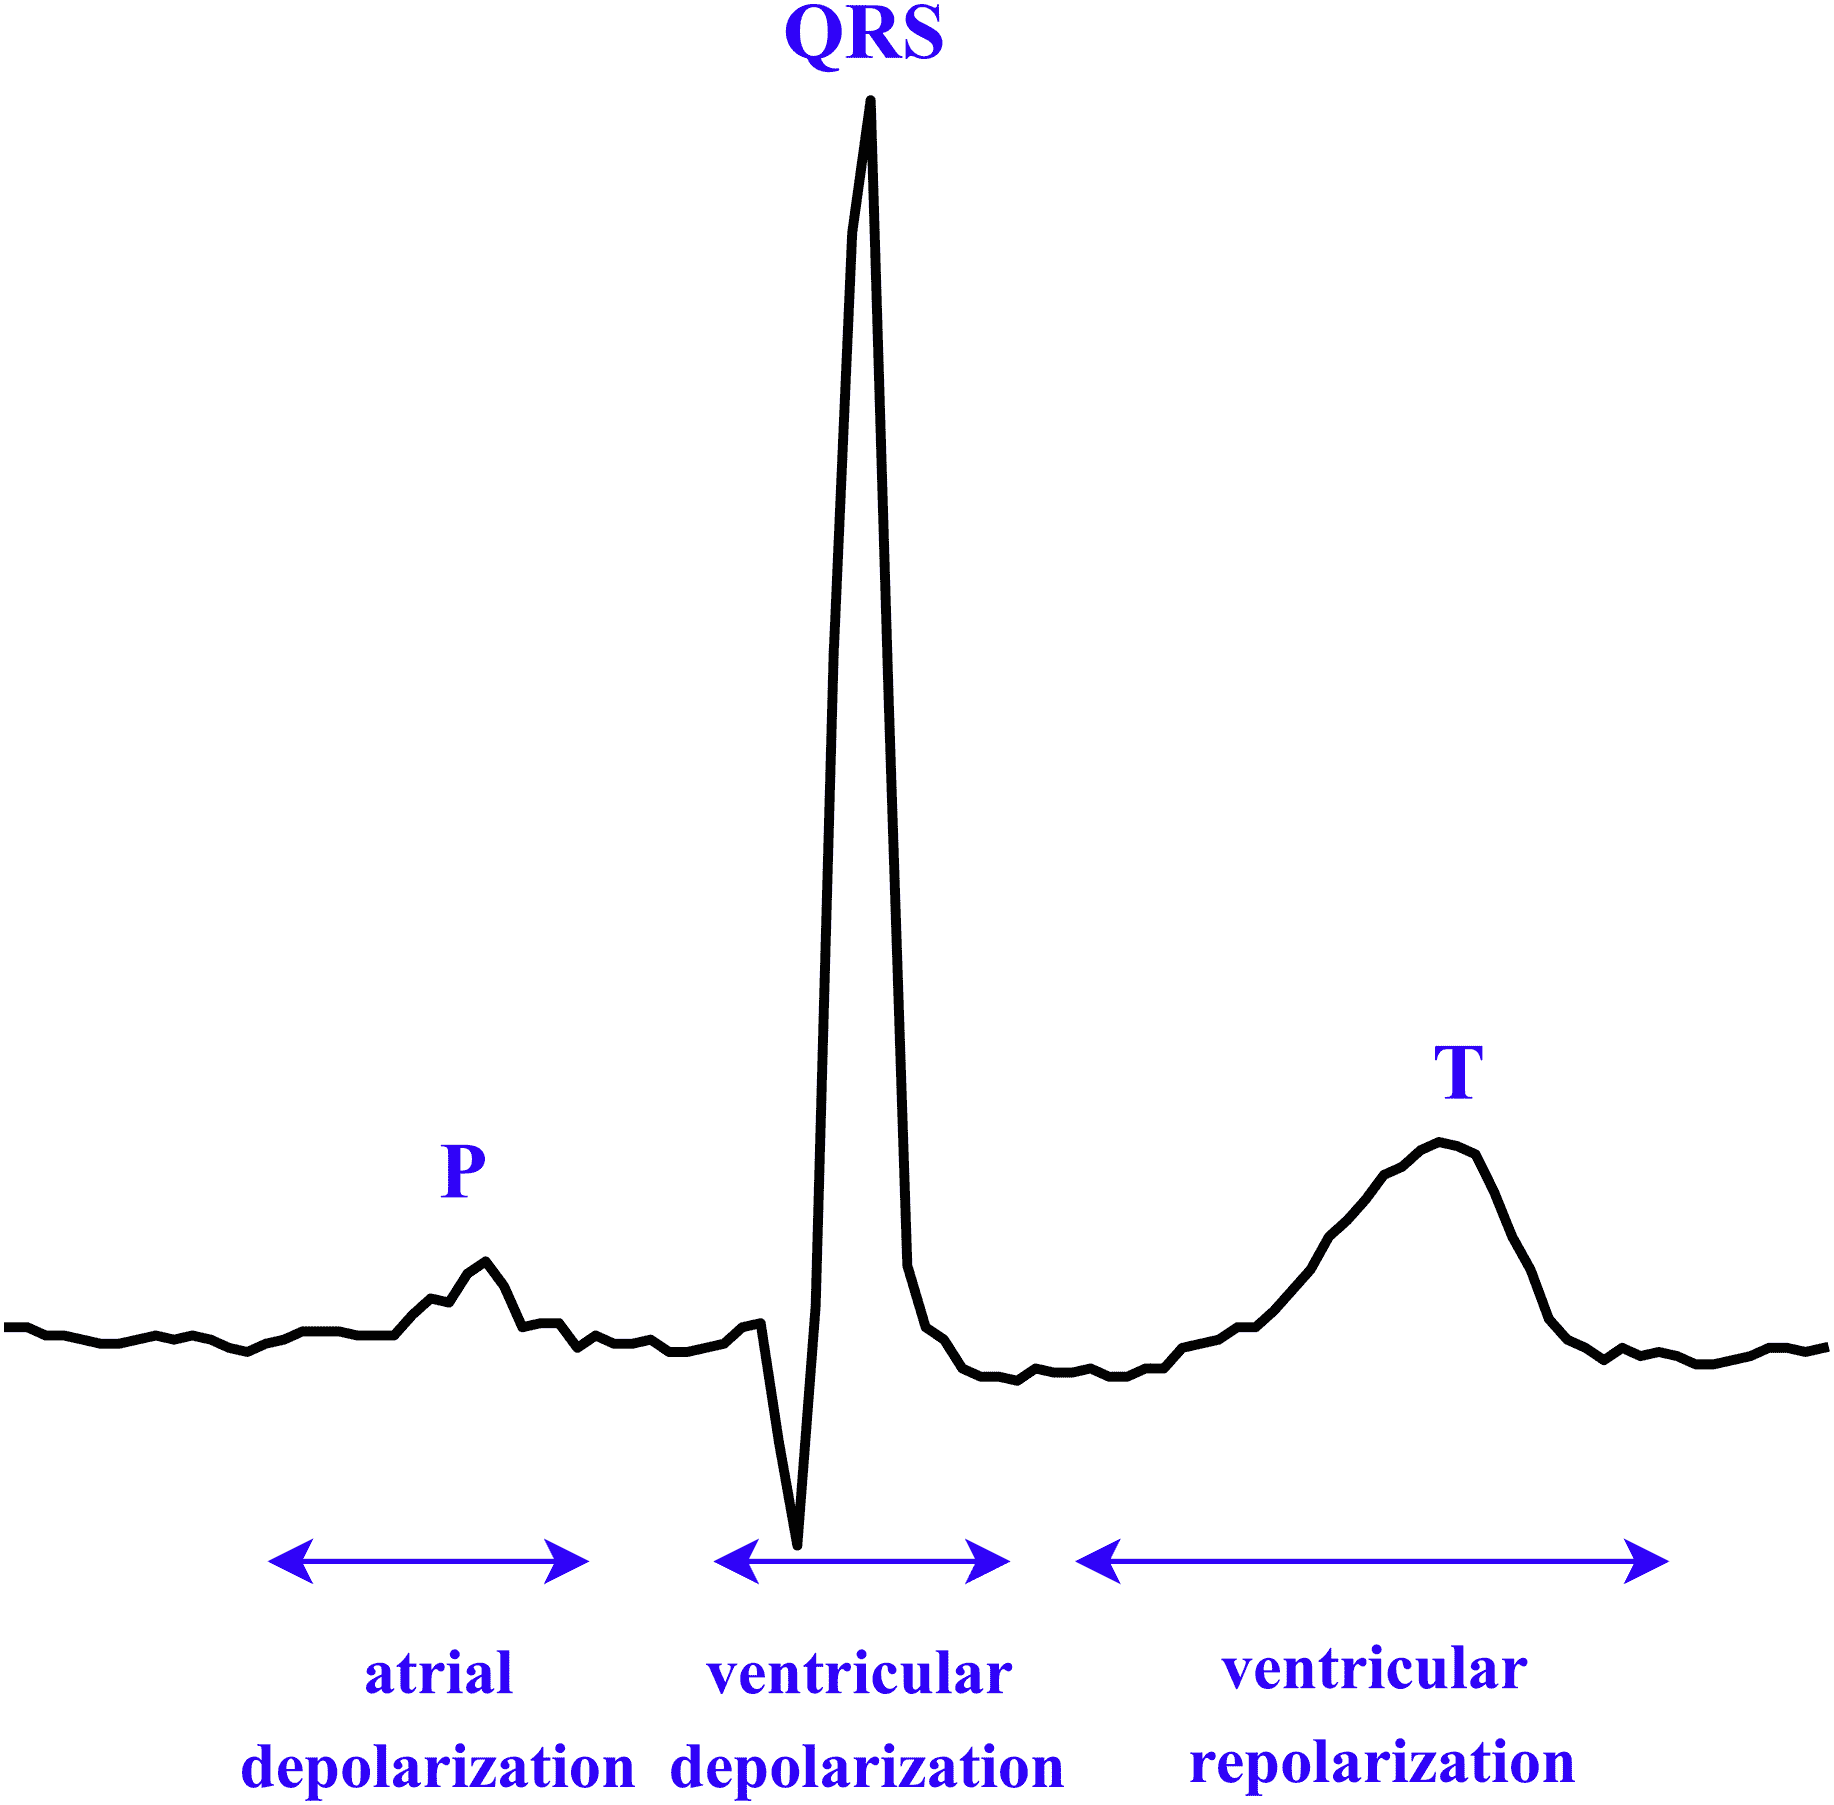 QRS
P
T
atrial
depolarization
ventricular
depolarization
ventricular
repolarization